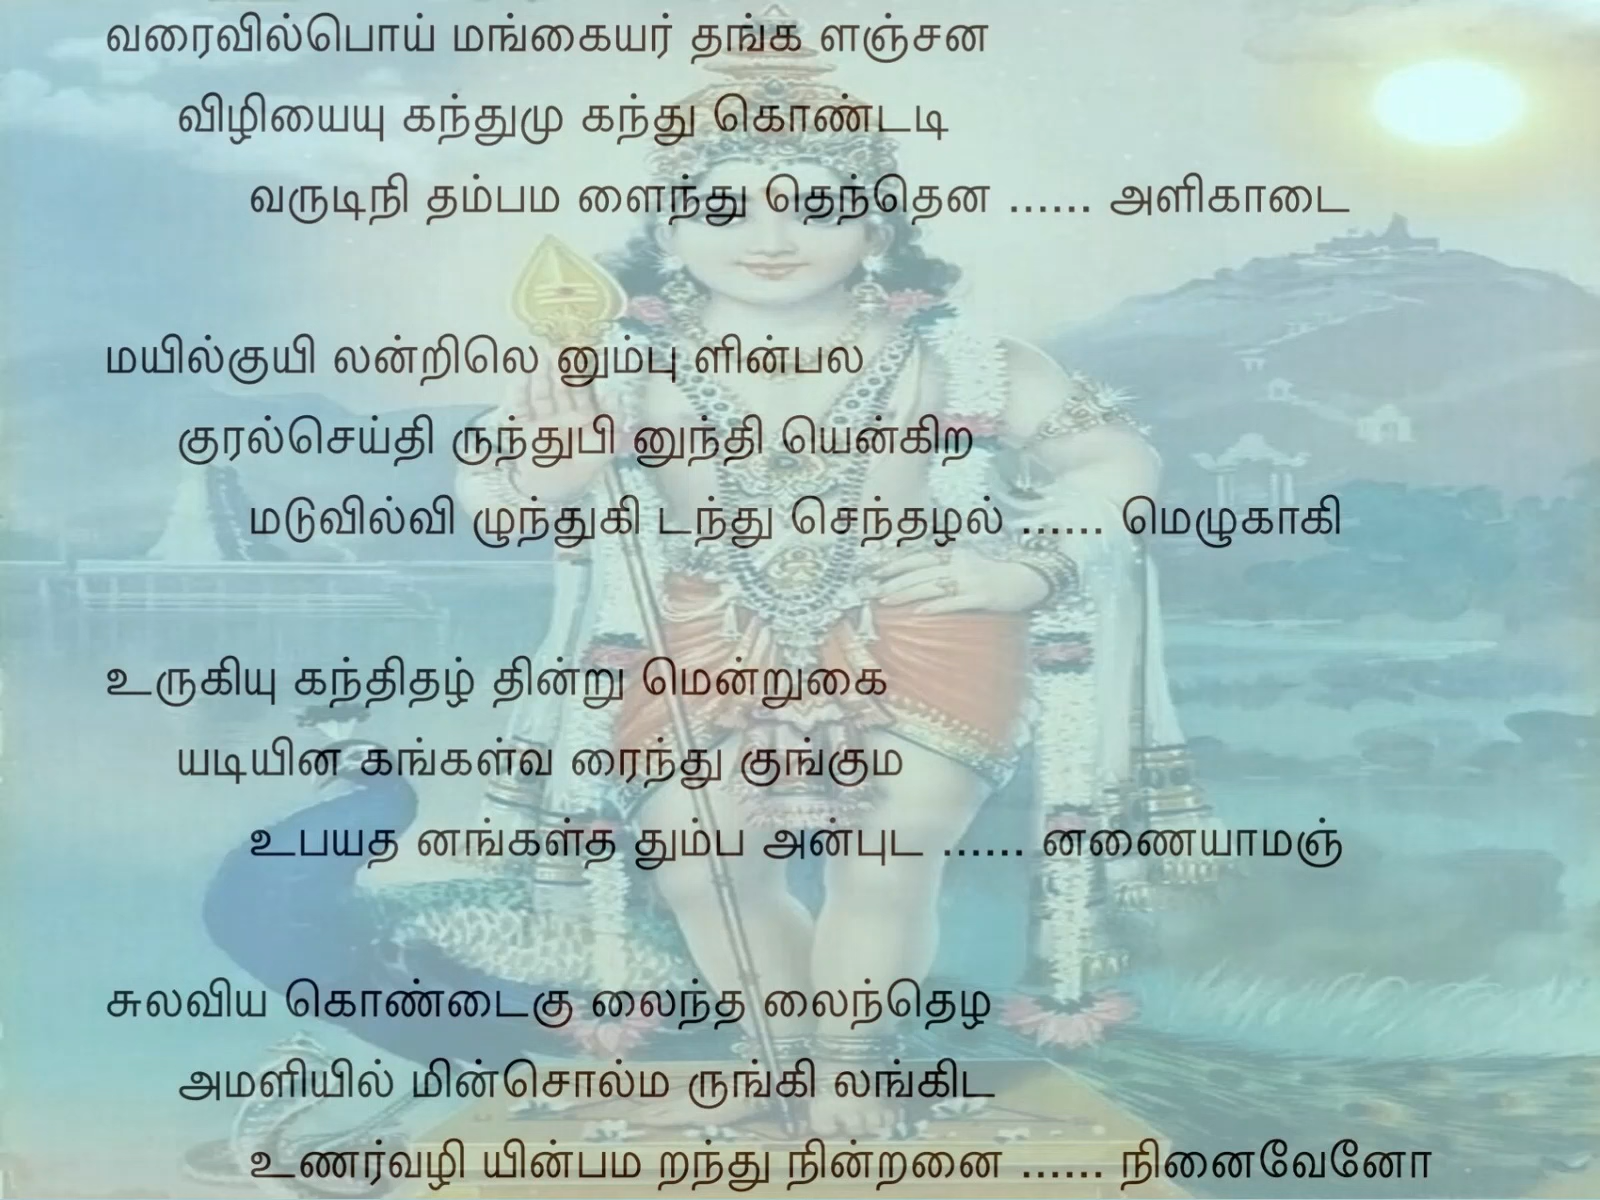 வரைவில்பொய் மங்கையர் தங்க ளஞ்சன
விழியையு கந்துமு கந்து கொண்டடி
வருடிநி தம்பம ளைந்து தெந்தென ...... அளிகாடை
மயில்குயி லன்றிலெ னும்பு ளின்பல
குரல்செய்தி ருந்துபி னுந்தி யென்கிற
மடுவில்வி ழுந்துகி டந்து செந்தழல் ...... மெழுகாகி
உருகியு கந்திதழ் தின்று மென்றுகை
யடியின கங்கள்வ ரைந்து குங்கும
உபயத னங்கள்த தும்ப அன்புட ...... னணையாமஞ்
சுலவிய கொண்டைகு லைந்த லைந்தெழ
அமளியில் மின்சொல்ம ருங்கி லங்கிட
உணர்வழி யின்பம றந்து நின்றனை ...... நினைவேனோ